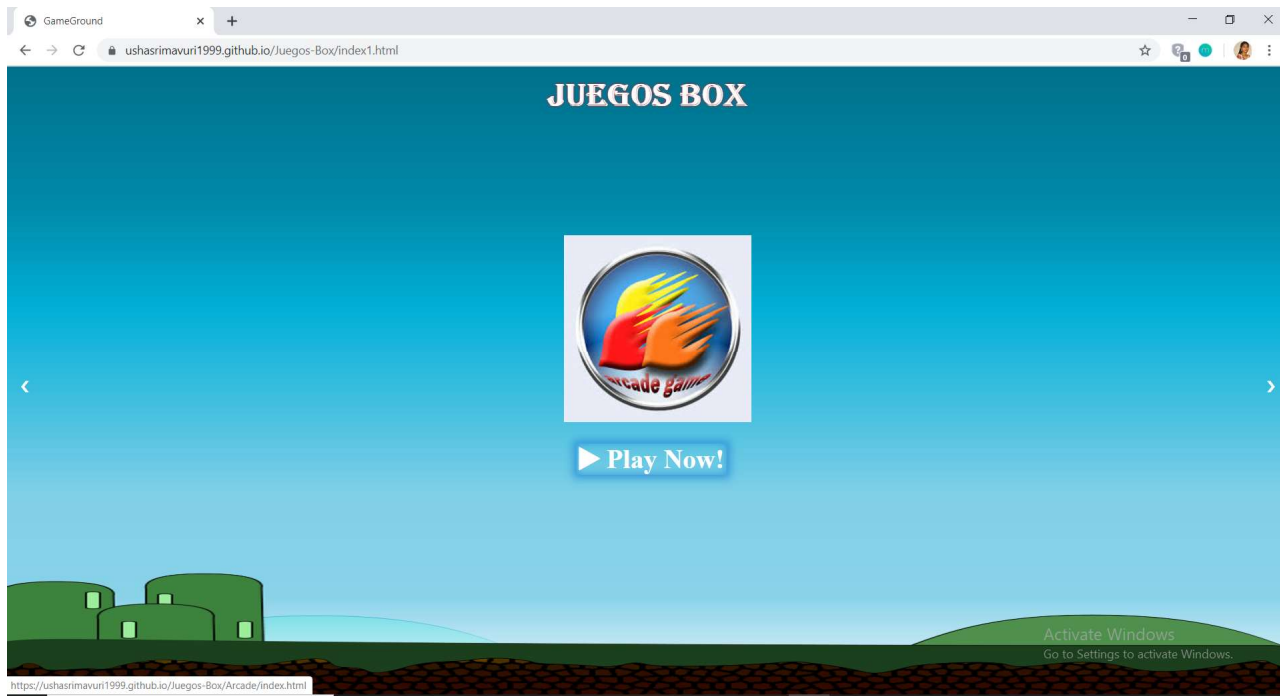 GameGround
ushasrimavuri1999.github.io/Juegos-Box/index1.html
0
JUEGOS BOX
arcade game
Play Now!
Activate Windows
Go to Settings to activate Windows.
https://ushasrimavuri1999.github.io/Juegos-Box/Arcade/index.html